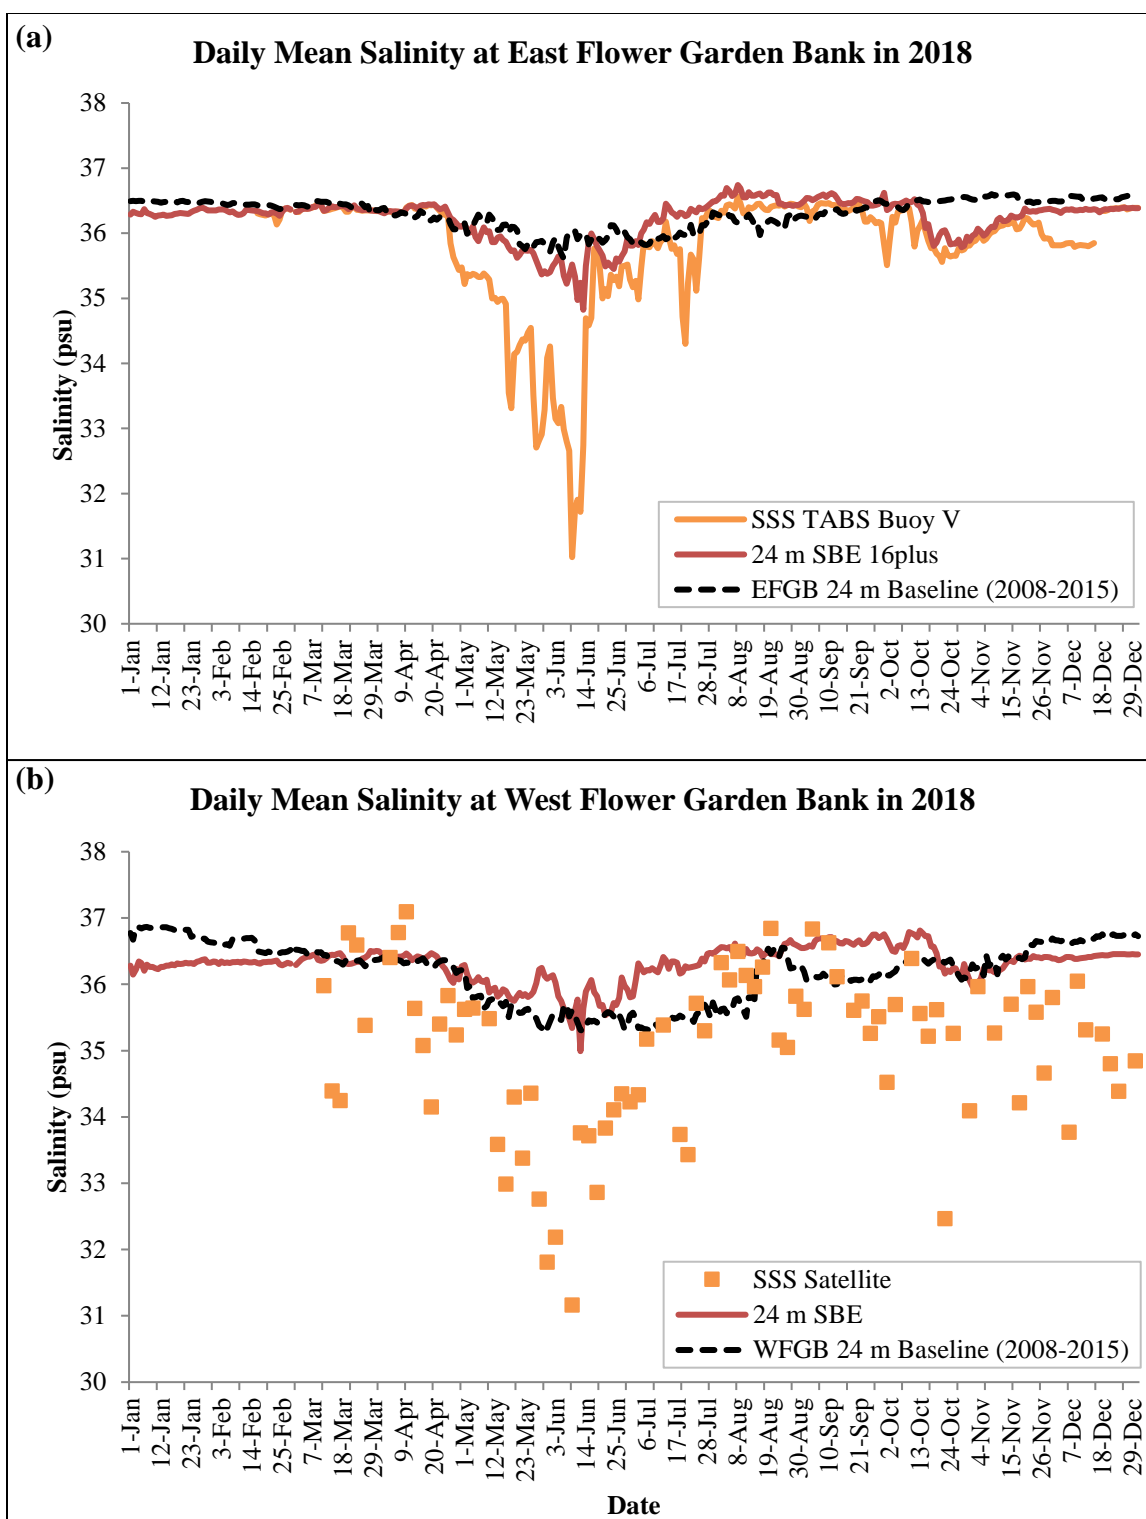 (a)
Daily Mean Salinity at East Flower Garden Bank in 2018
38
37
36
35
34
33
32
31
30
Salinity (psu)
SSS TABS Buoy V
24 m SBE 16plus
EFGB 24 m Baseline (2008-2015)
1-Jan
12-Jan
23-Jan
3-Feb
14-Feb
25-Feb
7-Mar
18-Mar
29-Mar
9-Apr
20-Apr
1-May
12-May
23-May
3-Jun
14-Jun
25-Jun
6-Jul
17-Jul
28-Jul
8-Aug
19-Aug
30-Aug
10-Sep
21-Sep
2-Oct
13-Oct
24-Oct
4-Nov
15-Nov
26-Nov
7-Dec
18-Dec
29-Dec
(b)
Daily Mean Salinity at West Flower Garden Bank in 2018
38
37
36
35
34
33
32
31
30
Salinity (psu)
SSS Satellite
24 m SBE
WFGB 24 m Baseline (2008-2015)
1-Jan
12-Jan
23-Jan
3-Feb
14-Feb
25-Feb
7-Mar
18-Mar
29-Mar
9-Apr
20-Apr
1-May
12-May
23-May
3-Jun
14-Jun
25-Jun
6-Jul
17-Jul
28-Jul
8-Aug
19-Aug
30-Aug
10-Sep
21-Sep
2-Oct
13-Oct
24-Oct
4-Nov
15-Nov
26-Nov
7-Dec
18-Dec
29-Dec
Date